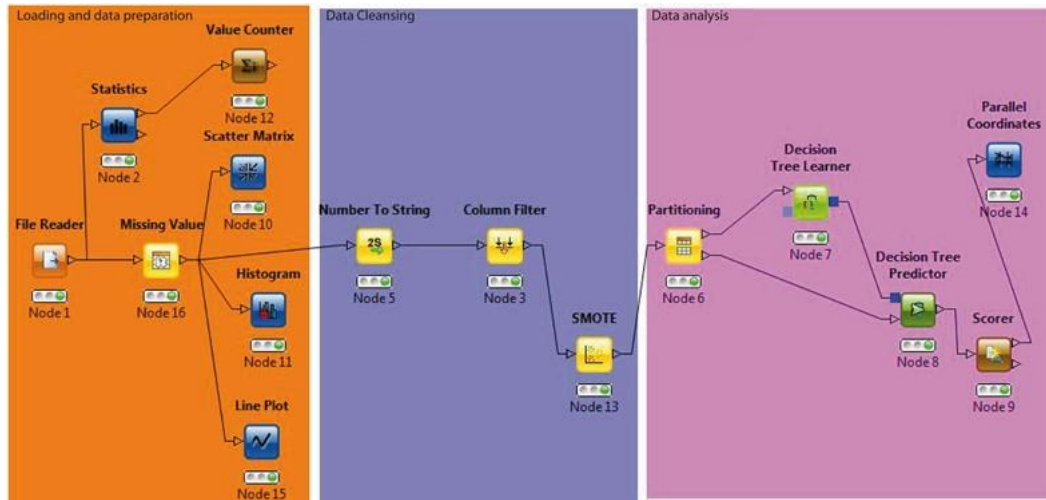 Loading and data preparation
Value Counter
Node 12
Statistics
Node 2
Scatter Matrix
Node 10
File Reader
Node 1
Missing Value
Node 16
Histogram
Node 11
Line Plot
Node 15
Data Cleansing
Number To String
2S
Node 5
Column Filter
Node 3
SMOTE
Node 13
Data analysis
Partitioning
Node 6
Decision
Tree Learner
Node 7
Decision Tree
Predictor
Node 8
Scorer
Node 9
Parallel
Coordinates
Node 14